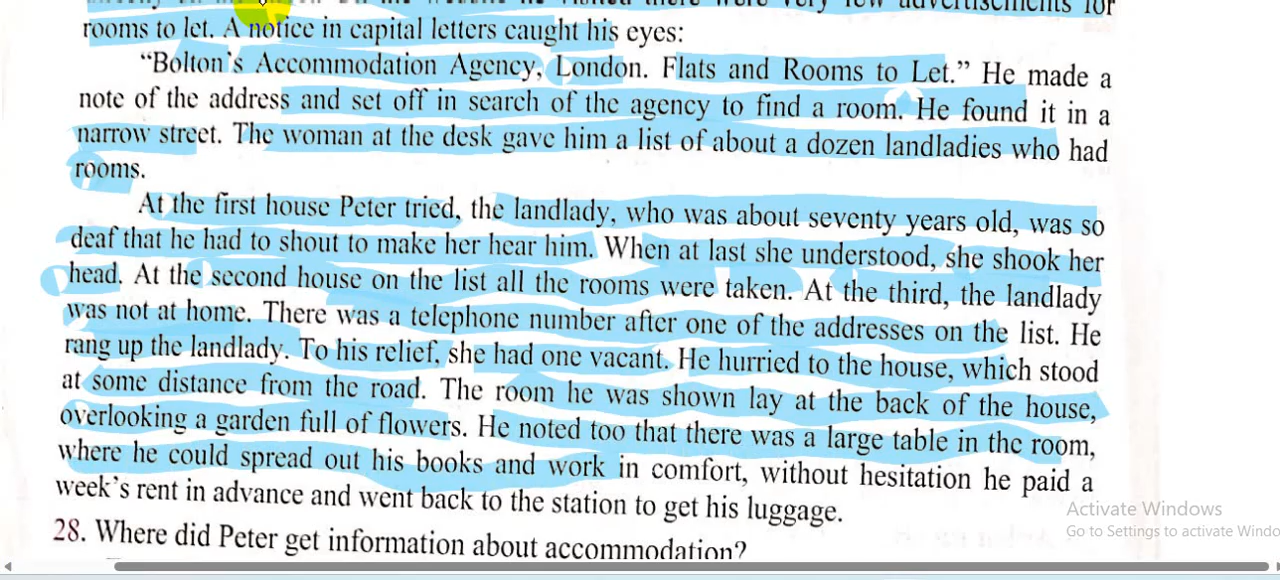 very few advertisements for
rooms to let. A notice in capital letters caught his eyes:
“Bolton’s Accommodation Agency, London. Flats and Rooms to Let.” He made a
note of the address and set off in search of the agency to find a room. He found it in a
narrow street. The woman at the desk gave him a list of about a dozen landladies who had
rooms.
At the first house Peter tried, the landlady, who was about seventy years old, was so
deaf that he had to shout to make her hear him. When at last she understood, she shook her
head. At the second house on the list all the rooms were taken. At the third, the landlady
was not at home. There was a telephone number after one of the addresses on the list. He
rang up the landlady. To his relief, she had one vacant. He hurried to the house, which stood
at some distance from the road. The room he was shown lay at the back of the house,
overlooking a garden full of flowers. He noted too that there was a large table in the room,
where he could spread out his books and work in comfort, without hesitation he paid a
week’s rent in advance and went back to the station to get his luggage.
28. Where did Peter get information about accommodation?
Activate Windows
Go to Settings to activate Windo